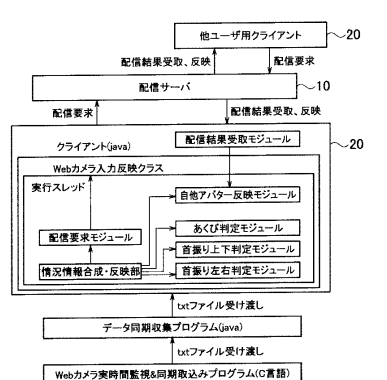 他ユーザ用クライアント
20
配信結果受取、反映
配信要求
配信サーバ
10
配信要求
配信結果受取、反映
クライアント(java)
配信結果受取モジュール
20
Webカメラ入力反映クラス
実行スレッド
自他アバター反映モジュール
配信要求モジュール
あくび判定モジュール
首振り上下判定モジュール
情況情報合成・反映部
首振り左右判定モジュール
txtファイル受け渡し
データ同期収集プログラム(java)
txtファイル受け渡し
Webカメラ実時間監視&同期取込みプログラム(C言語)